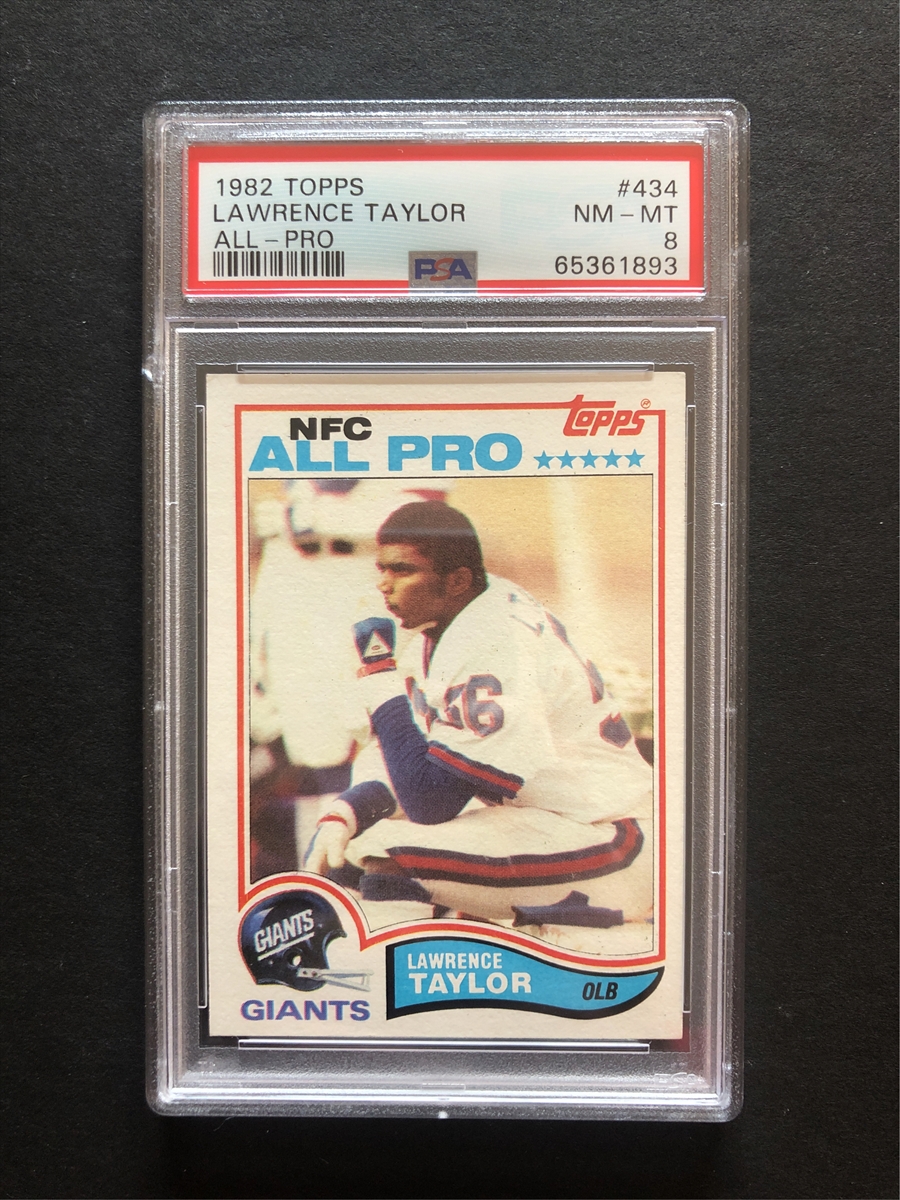 1982 TOPPS #434
LAWRENCE TAYLOR NM - MT
ALL - PRO 8
PSA 65361893
topps®
NFC
ALL PRO
56
GIANTS
LAWRENCE
TAYLOR
OLB
GIANTS